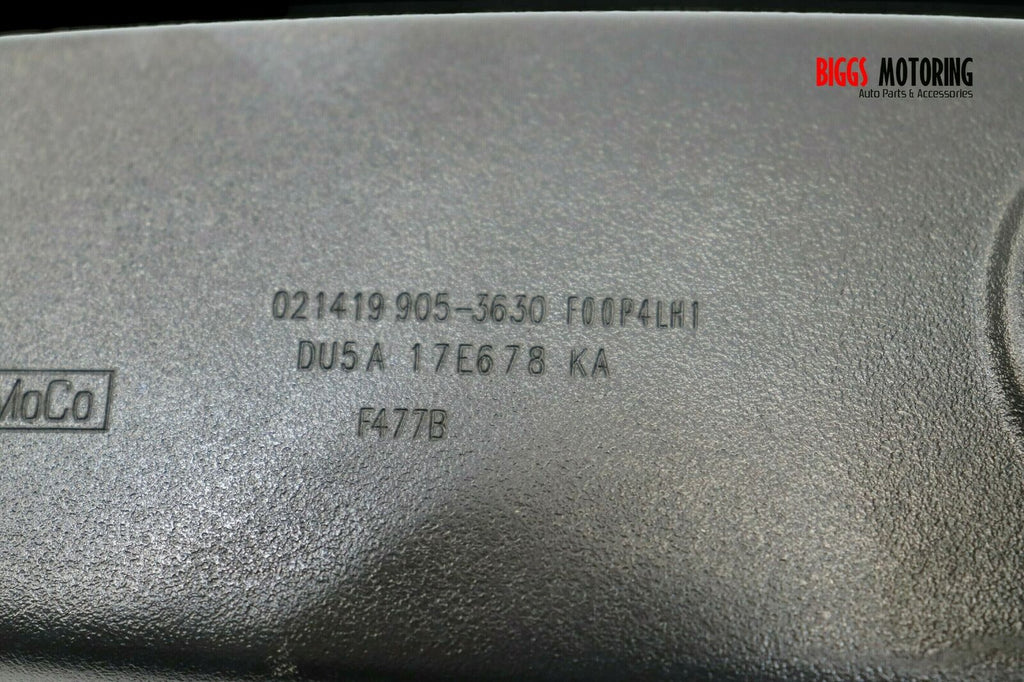 BIGGS MOTORING
Auto Parts & Accessories
021419 905-3630 F00P4LH1
DU5A 17E678 KA
MoCo
F477B